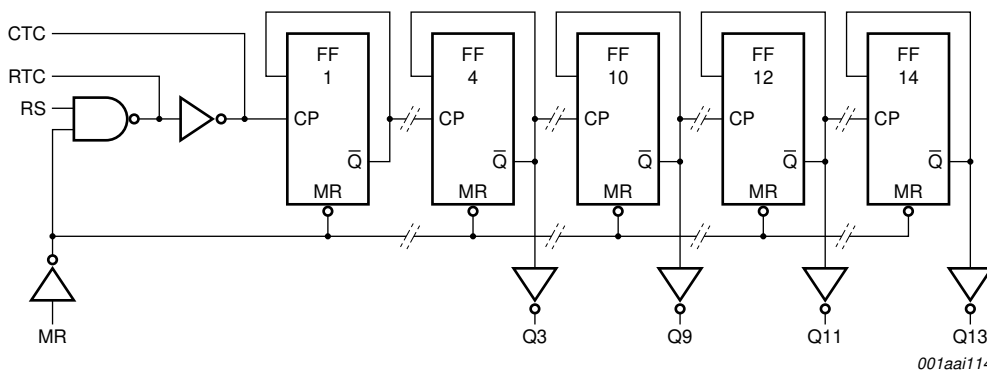 CTC
RTC
RS
MR
FF
1
CP
Q̅
MR
FF
4
CP
Q̅
MR
FF
10
CP
Q̅
MR
FF
12
CP
Q̅
MR
FF
14
CP
Q̅
MR
Q3
Q9
Q11
Q13
001aai114